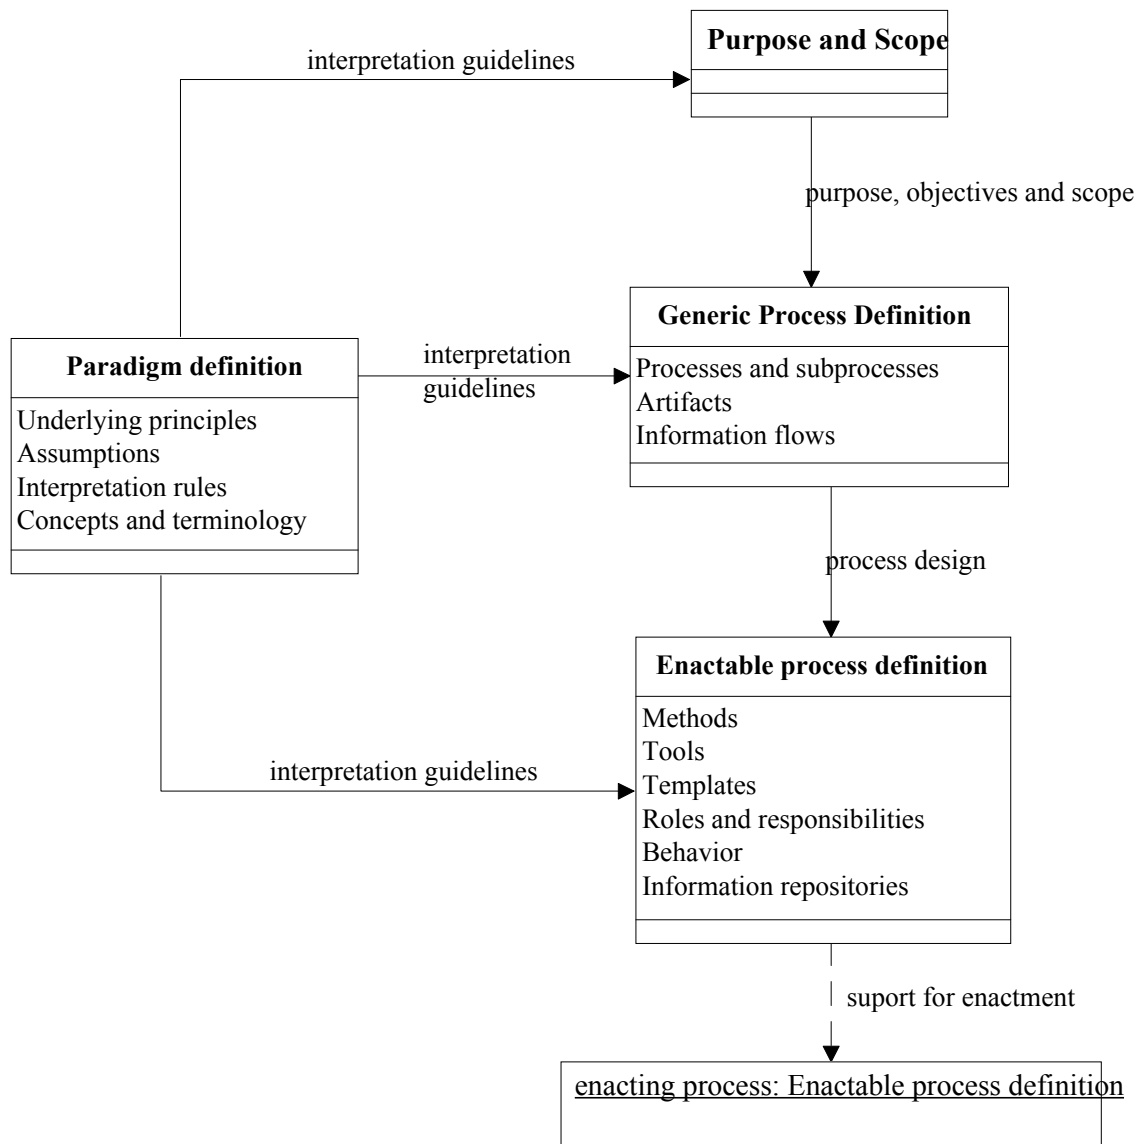 Purpose and Scope
interpretation guidelines
purpose, objectives and scope
Generic Process Definition
Processes and subprocesses
Artifacts
Information flows
interpretation
guidelines
Paradigm definition
Underlying principles
Assumptions
Interpretation rules
Concepts and terminology
process design
Enactable process definition
Methods
Tools
Templates
Roles and responsibilities
Behavior
Information repositories
interpretation guidelines
suport for enactment
enacting process: Enactable process definition